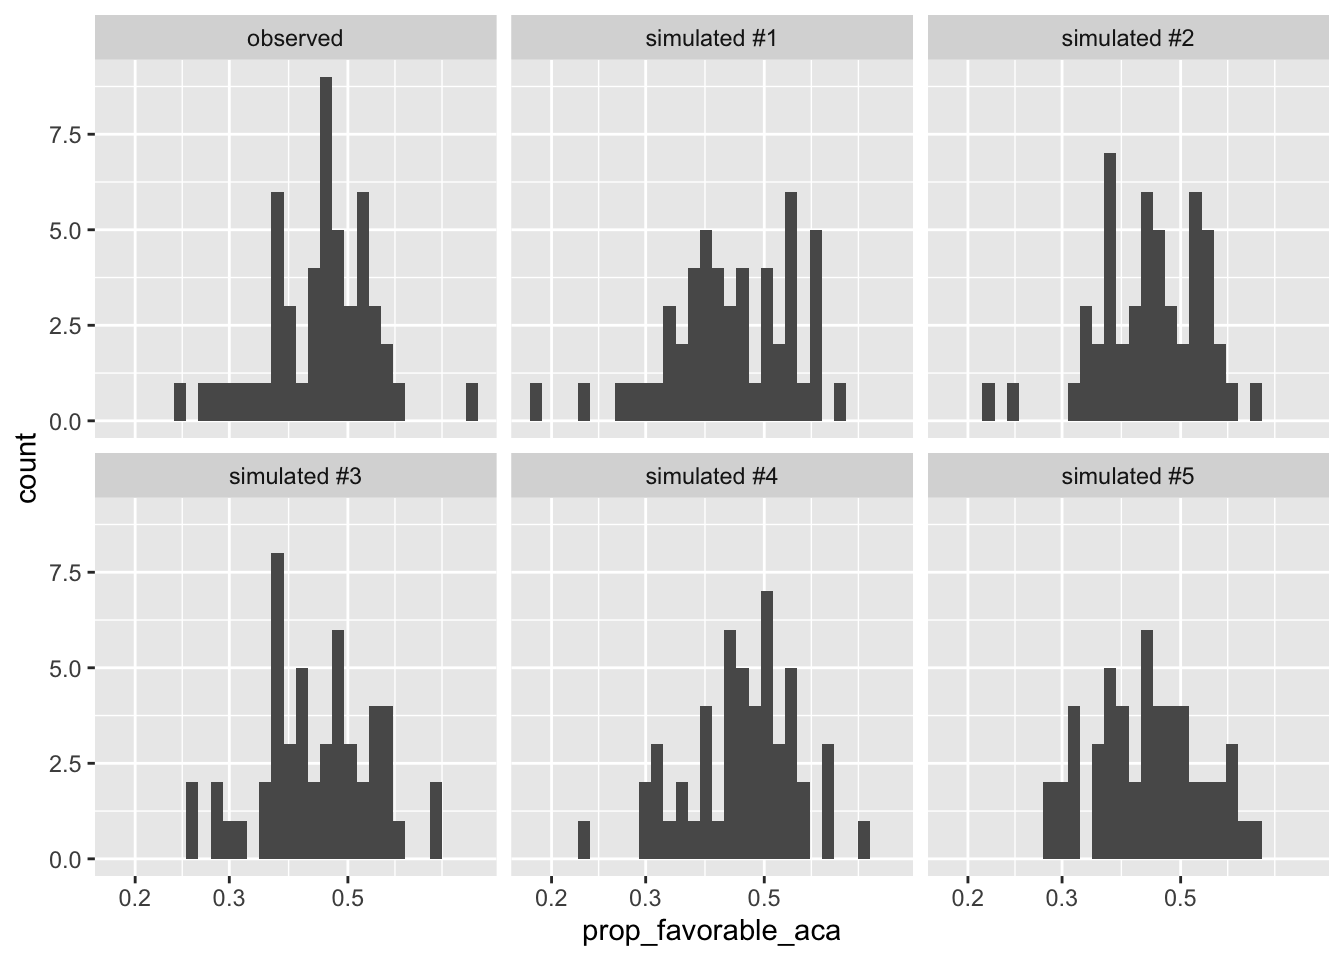 observed
simulated #1
simulated #2
7.5
5.0
2.5
0.0
count
simulated #3
simulated #4
simulated #5
7.5
5.0
2.5
0.0
0.2 0.3 0.5
0.2 0.3 0.5
0.2 0.3 0.5
prop_favorable_aca